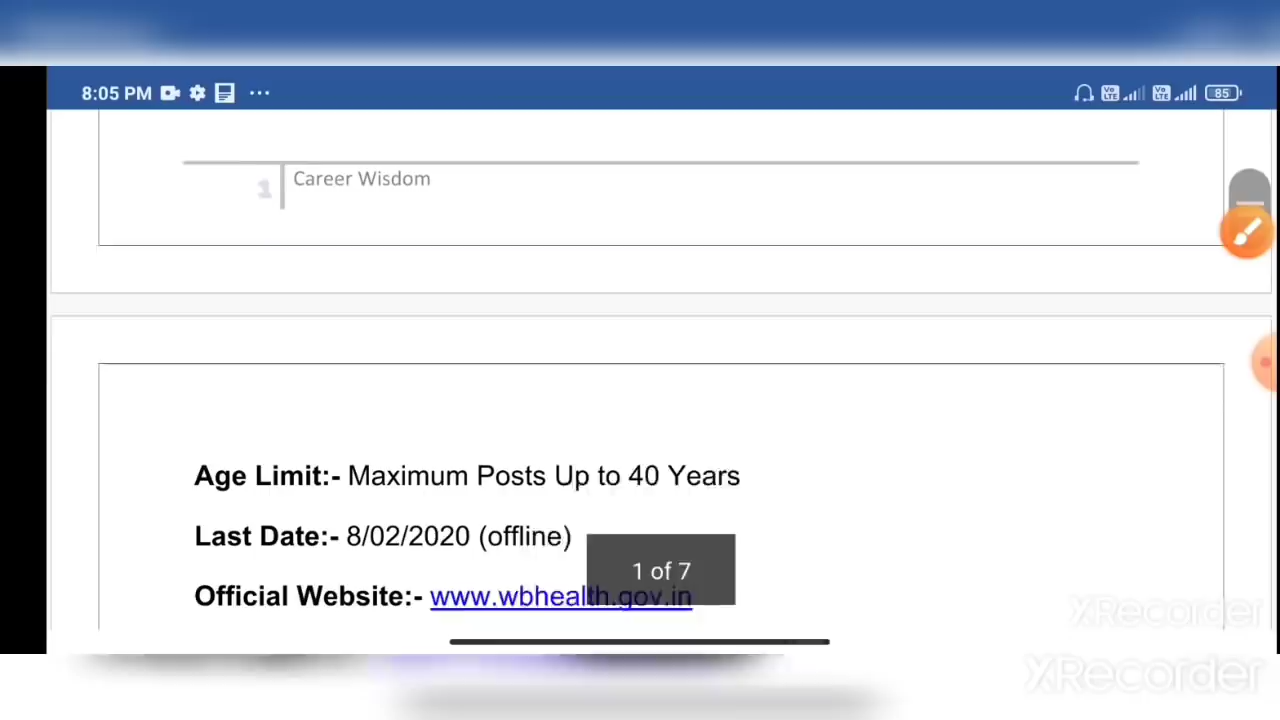 8:05 PM
85
1
Career Wisdom
Age Limit:- Maximum Posts Up to 40 Years
Last Date:- 8/02/2020 (offline)
1 of 7
Official Website:- www.wbhealth.gov.in
XRecorder
XRecorder